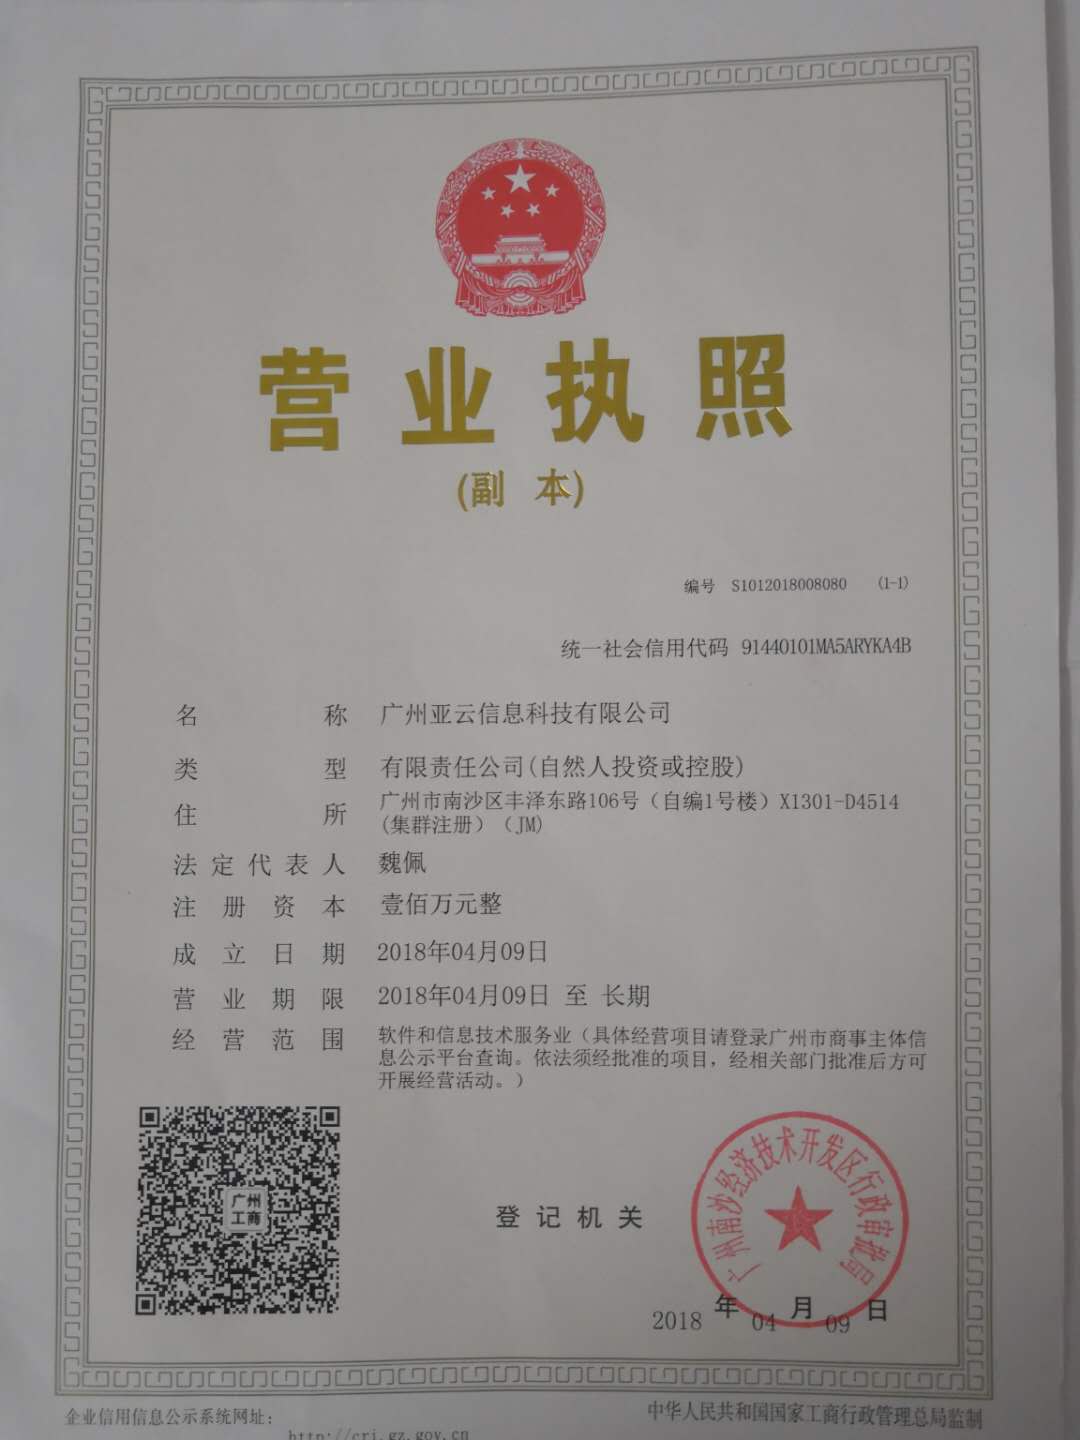 营业执照
(副 本)
编号 S1012018008080 (1-1)
统一社会信用代码 91440101MA5ARYKA4B
名称 广州亚云信息科技有限公司
类型 有限责任公司(自然人投资或控股)
住所 广州市南沙区丰泽东路106号（自编1号楼）X1301-D4514
(集群注册）（JM)
法定代表人 魏佩
注册资本 壹佰万元整
成立日期 2018年04月09日
营业期限 2018年04月09日 至 长期
经营范围 软件和信息技术服务业（具体经营项目请登录广州市商事主体信
息公示平台查询。依法须经批准的项目，经相关部门批准后方可
开展经营活动。）
广州
工商
登记机关
广州南沙经济技术开发区行政审批局
2018 年 04 月 09 日
企业信用信息公示系统网址：
http://cri.gz.gov.cn
中华人民共和国国家工商行政管理总局监制